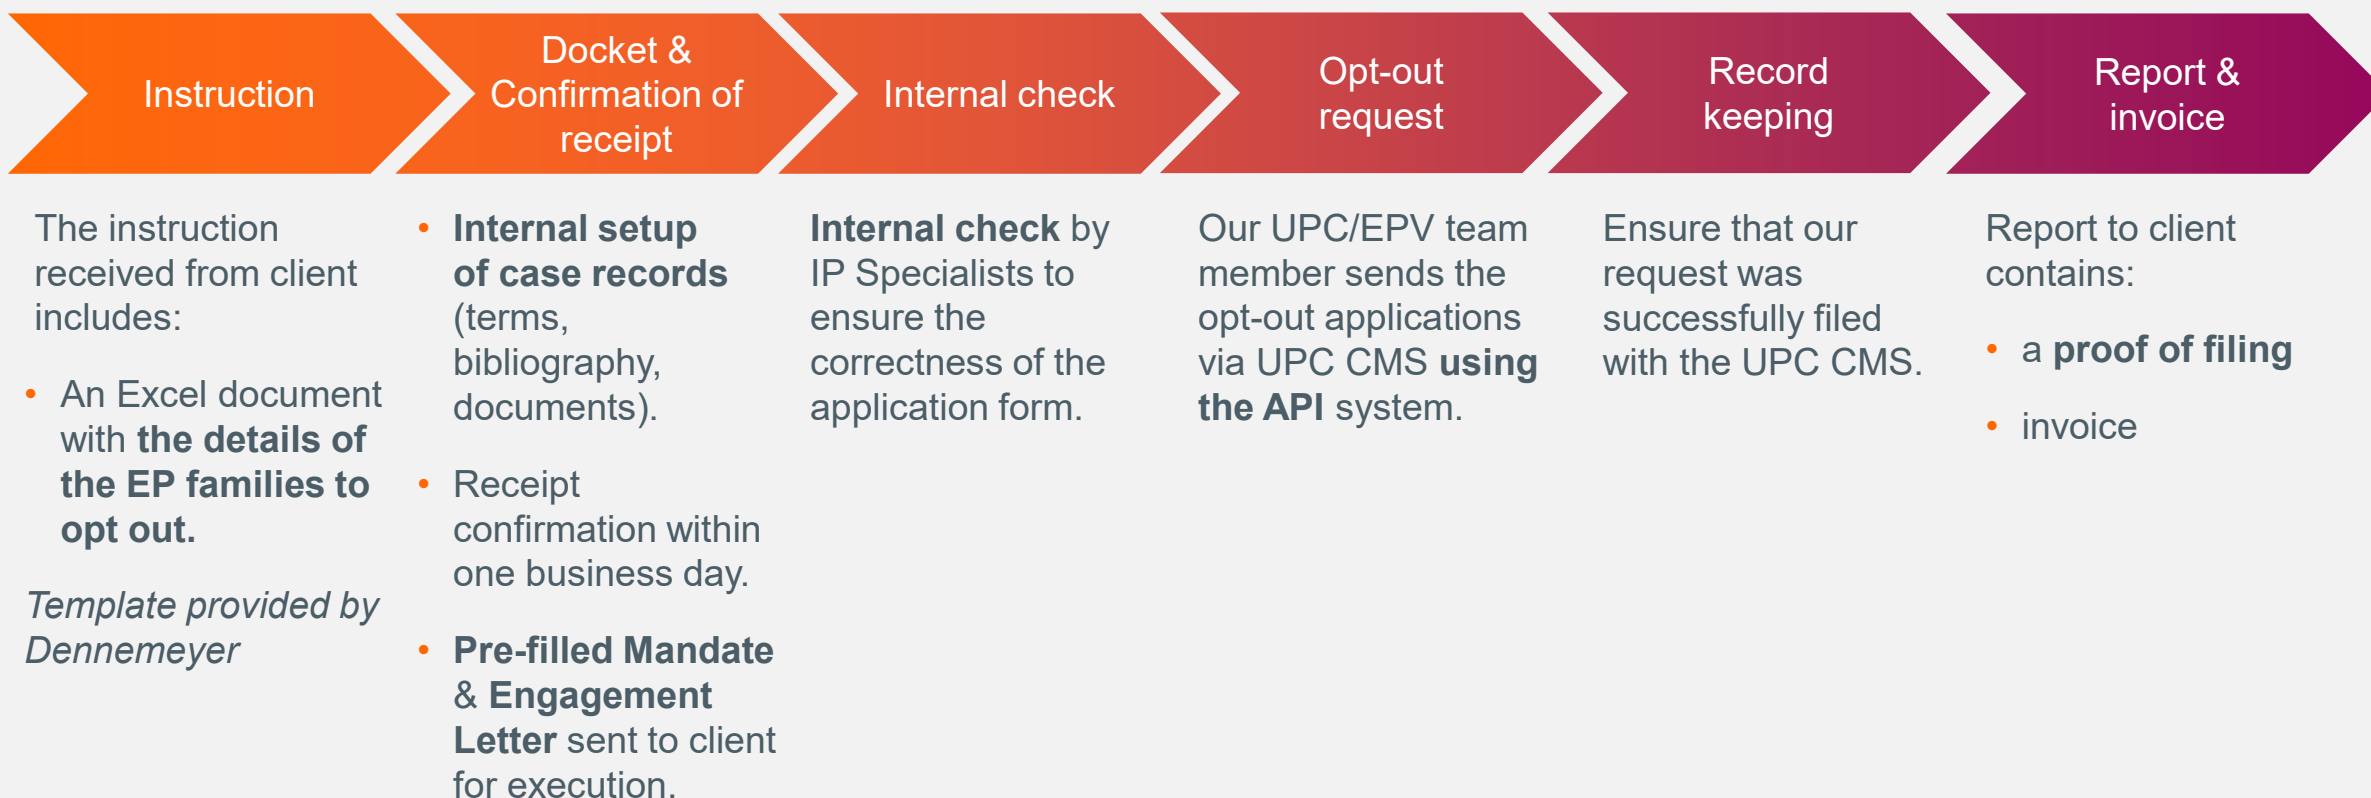 Instruction
Docket &
Confirmation of
receipt
Internal check
Opt-out
request
Record
keeping
Report &
invoice
The instruction
received from client
includes:
• An Excel document
with the details of
the EP families to
opt out.
Template provided by
Dennemeyer
• Internal setup
of case records
(terms,
bibliography,
documents).
• Receipt
confirmation within
one business day.
• Pre-filled Mandate
& Engagement
Letter sent to client
for execution.
Internal check by
IP Specialists to
ensure the
correctness of the
application form.
Our UPC/EPV team
member sends the
opt-out applications
via UPC CMS using
the API system.
Ensure that our
request was
successfully filed
with the UPC CMS.
Report to client
contains:
• a proof of filing
• invoice